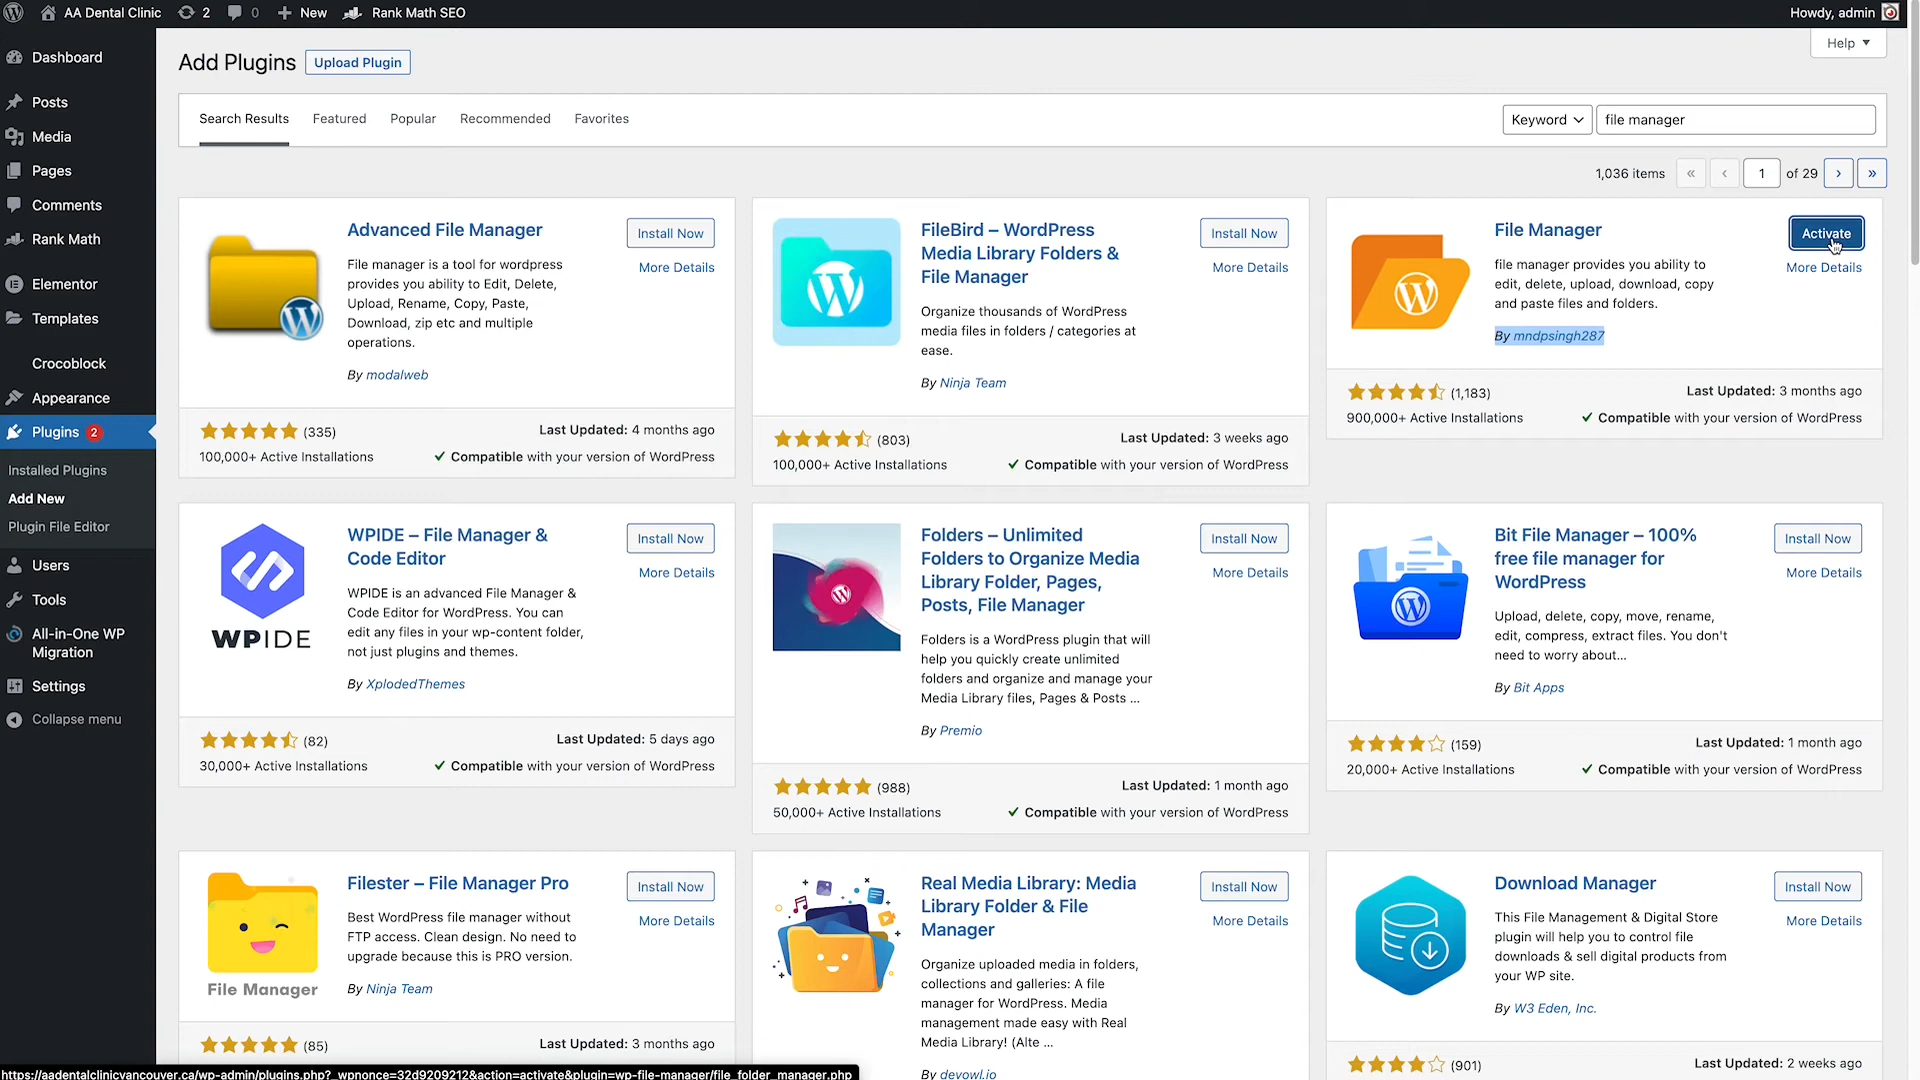 AA Dental Clinic 2 0 New Rank Math SEO Howdy, admin
Help
Dashboard
Posts
Media
Pages
Comments
Rank Math
Elementor
Templates
Crocoblock
Appearance
Plugins 2
Installed Plugins
Add New
Plugin File Editor
Users
Tools
All-in-One WP
Migration
Settings
Collapse menu
Add Plugins Upload Plugin
Search Results Featured Popular Recommended Favorites Keyword file manager
1,036 items « ‹ 1 of 29 › »
Advanced File Manager
Install Now
More Details
File manager is a tool for wordpress
provides you ability to Edit, Delete,
Upload, Rename, Copy, Paste,
Download, zip etc and multiple
operations.
By modalweb
(335)
Last Updated: 4 months ago
100,000+ Active Installations
Compatible with your version of WordPress
FileBird – WordPress
Media Library Folders &
File Manager
Install Now
More Details
Organize thousands of WordPress
media files in folders / categories at
ease.
By Ninja Team
(803)
Last Updated: 3 weeks ago
100,000+ Active Installations
Compatible with your version of WordPress
File Manager
Activate
More Details
file manager provides you ability to
edit, delete, upload, download, copy
and paste files and folders.
By mndpsingh287
(1,183)
Last Updated: 3 months ago
900,000+ Active Installations
Compatible with your version of WordPress
WPIDE
WPIDE – File Manager &
Code Editor
Install Now
More Details
WPIDE is an advanced File Manager &
Code Editor for WordPress. You can
edit any files in your wp-content folder,
not just plugins and themes.
By XplodedThemes
(82)
Last Updated: 5 days ago
30,000+ Active Installations
Compatible with your version of WordPress
Folders – Unlimited
Folders to Organize Media
Library Folder, Pages,
Posts, File Manager
Install Now
More Details
Folders is a WordPress plugin that will
help you quickly create unlimited
folders and organize and manage your
Media Library files, Pages & Posts ...
By Premio
(988)
Last Updated: 1 month ago
50,000+ Active Installations
Compatible with your version of WordPress
Bit File Manager – 100%
free file manager for
WordPress
Install Now
More Details
Upload, delete, copy, move, rename,
edit, compress, extract files. You don't
need to worry about...
By Bit Apps
(159)
Last Updated: 1 month ago
20,000+ Active Installations
Compatible with your version of WordPress
File Manager
Filester – File Manager Pro
Install Now
More Details
Best WordPress file manager without
FTP access. Clean design. No need to
upgrade because this is PRO version.
By Ninja Team
(85)
Last Updated: 3 months ago
Real Media Library: Media
Library Folder & File
Manager
Install Now
More Details
Organize uploaded media in folders,
collections and galleries: A file
manager for WordPress. Media
management made easy with Real
Media Library! (Alte ...
By devowl.io
Download Manager
Install Now
More Details
This File Management & Digital Store
plugin will help you to control file
downloads & sell digital products from
your WP site.
By W3 Eden, Inc.
(901)
Last Updated: 2 weeks ago
https://aadentalclinicvancouver.ca/wp-admin/plugins.php?_wpnonce=32d9209212&action=activate&plugin=wp-file-manager/file_folder_manager.php